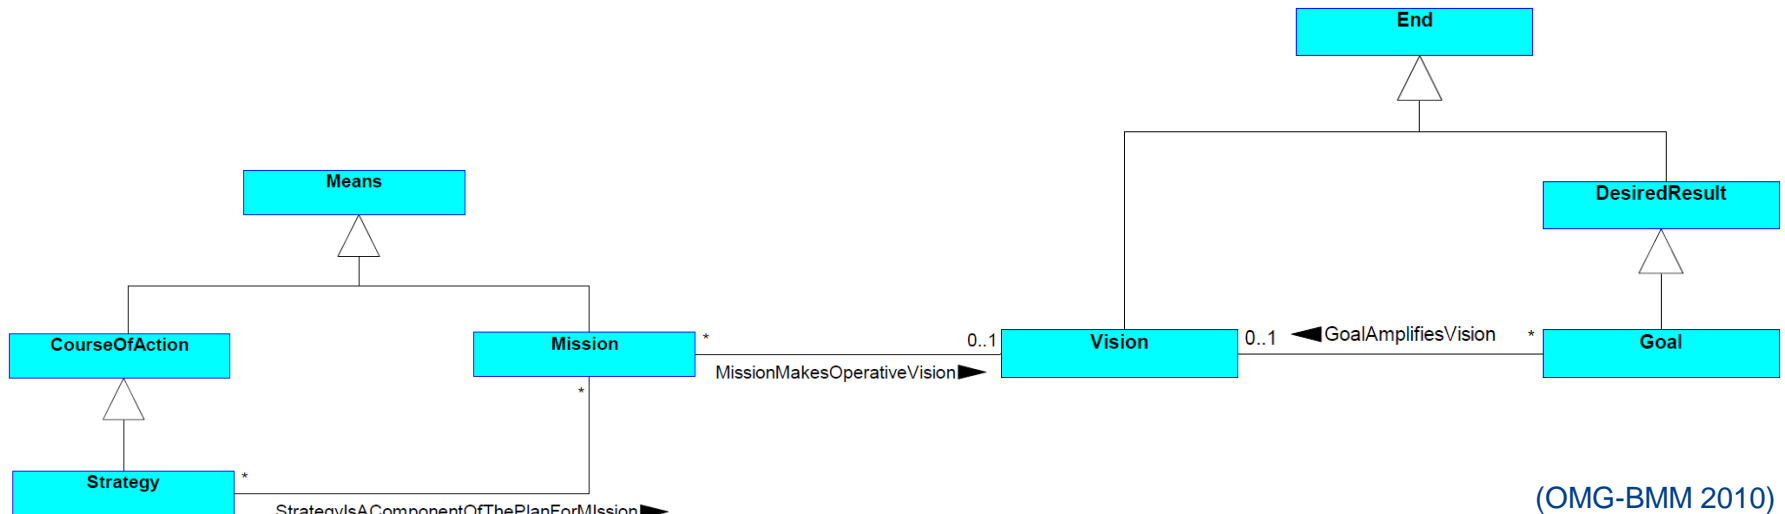 End
Means
DesiredResult
CourseOfAction
Mission
*
0..1
Vision
0..1
GoalAmplifiesVision
*
Goal
MissionMakesOperativeVision
*
Strategy
*
StrategyIsAComponentOfThePlanForMIssion
(OMG-BMM 2010)